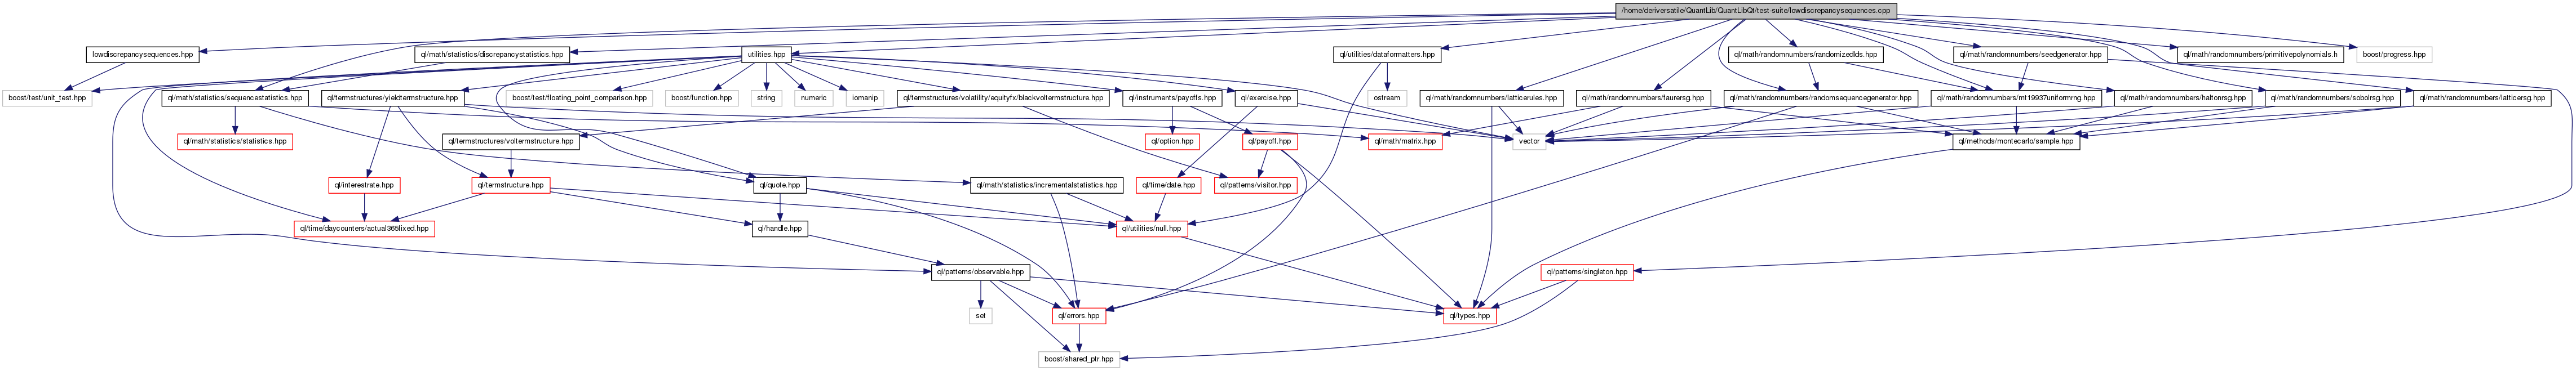 /home/deriversatile/QuantLib/QuantLibQt/test-suite/lowdiscrepancysequences.cpp
lowdiscrepancysequences.hpp
ql/math/statistics/discrepancystatistics.hpp
utilities.hpp
ql/utilities/dataformatters.hpp
ql/math/randomnumbers/randomizedlds.hpp
ql/math/randomnumbers/seedgenerator.hpp
ql/math/randomnumbers/primitivepolynomials.h
boost/progress.hpp
boost/test/unit_test.hpp
ql/math/statistics/sequencestatistics.hpp
ql/termstructures/yieldtermstructure.hpp
boost/test/floating_point_comparison.hpp
boost/function.hpp
string
numeric
iomanip
ql/termstructures/volatility/equityfx/blackvoltermstructure.hpp
ql/instruments/payoffs.hpp
ql/exercise.hpp
ostream
ql/math/randomnumbers/latticerules.hpp
ql/math/randomnumbers/faurersg.hpp
ql/math/randomnumbers/randomsequencegenerator.hpp
ql/math/randomnumbers/mt19937uniformrng.hpp
ql/math/randomnumbers/haltonrsg.hpp
ql/math/randomnumbers/sobolrsg.hpp
ql/math/randomnumbers/latticersg.hpp
ql/math/statistics/statistics.hpp
ql/termstructures/voltermstructure.hpp
ql/option.hpp
ql/payoff.hpp
ql/math/matrix.hpp
vector
ql/methods/montecarlo/sample.hpp
ql/interestrate.hpp
ql/termstructure.hpp
ql/quote.hpp
ql/math/statistics/incrementalstatistics.hpp
ql/time/date.hpp
ql/patterns/visitor.hpp
ql/time/daycounters/actual365fixed.hpp
ql/handle.hpp
ql/utilities/null.hpp
ql/patterns/observable.hpp
ql/patterns/singleton.hpp
set
ql/errors.hpp
ql/types.hpp
boost/shared_ptr.hpp